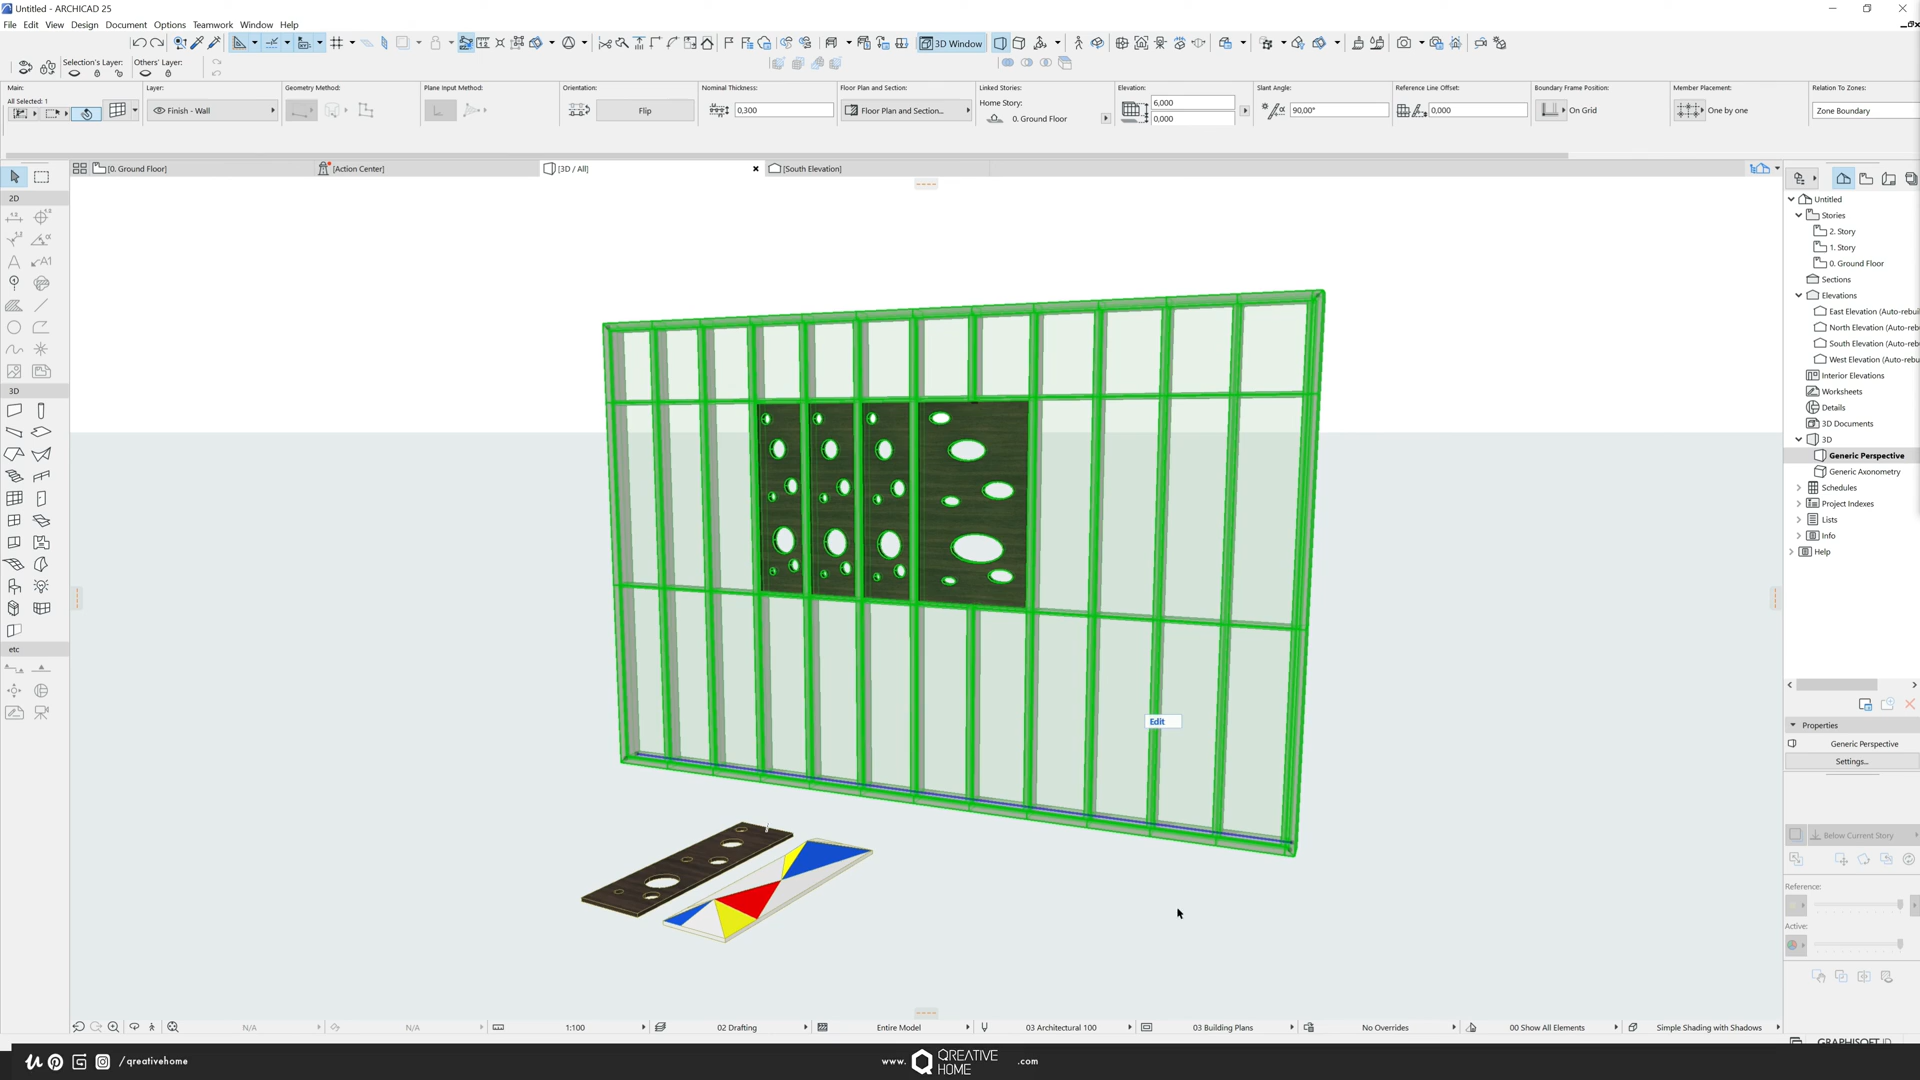 Untitled - ARCHICAD 25
File Edit View Design Document Options Teamwork Window Help
3D Window
Selection's Layer: Others' Layer:
Main: Layer: Geometry Method: Plane Input Method: Orientation: Nominal Thickness: Floor Plan and Section: Linked Stories: Elevation: Slant Angle: Reference Line Offset: Boundary Frame Position: Member Placement: Relation To Zones:
All Selected: 1
Finish - Wall Flip 0,300 Floor Plan and Section... Home Story: 6,000 90,00° 0,000 On Grid One by one Zone Boundary
0. Ground Floor 0,000
[0. Ground Floor] [Action Center] [3D / All] [South Elevation]
2D
A1
3D
etc
Untitled
Stories
2. Story
1. Story
0. Ground Floor
Sections
Elevations
East Elevation (Auto-rebui
North Elevation (Auto-reb
South Elevation (Auto-reb
West Elevation (Auto-rebu
Interior Elevations
Worksheets
Details
3D Documents
3D
Generic Perspective
Generic Axonometry
Schedules
Project Indexes
Lists
Info
Help
Edit
Properties
Generic Perspective
Settings...
Below Current Story
Reference:
Active:
N/A N/A 1:100 02 Drafting Entire Model 03 Architectural 100 03 Building Plans No Overrides 00 Show All Elements Simple Shading with Shadows
GRAPHISOFT ID
/qreativehome
www. QREATIVE HOME .com